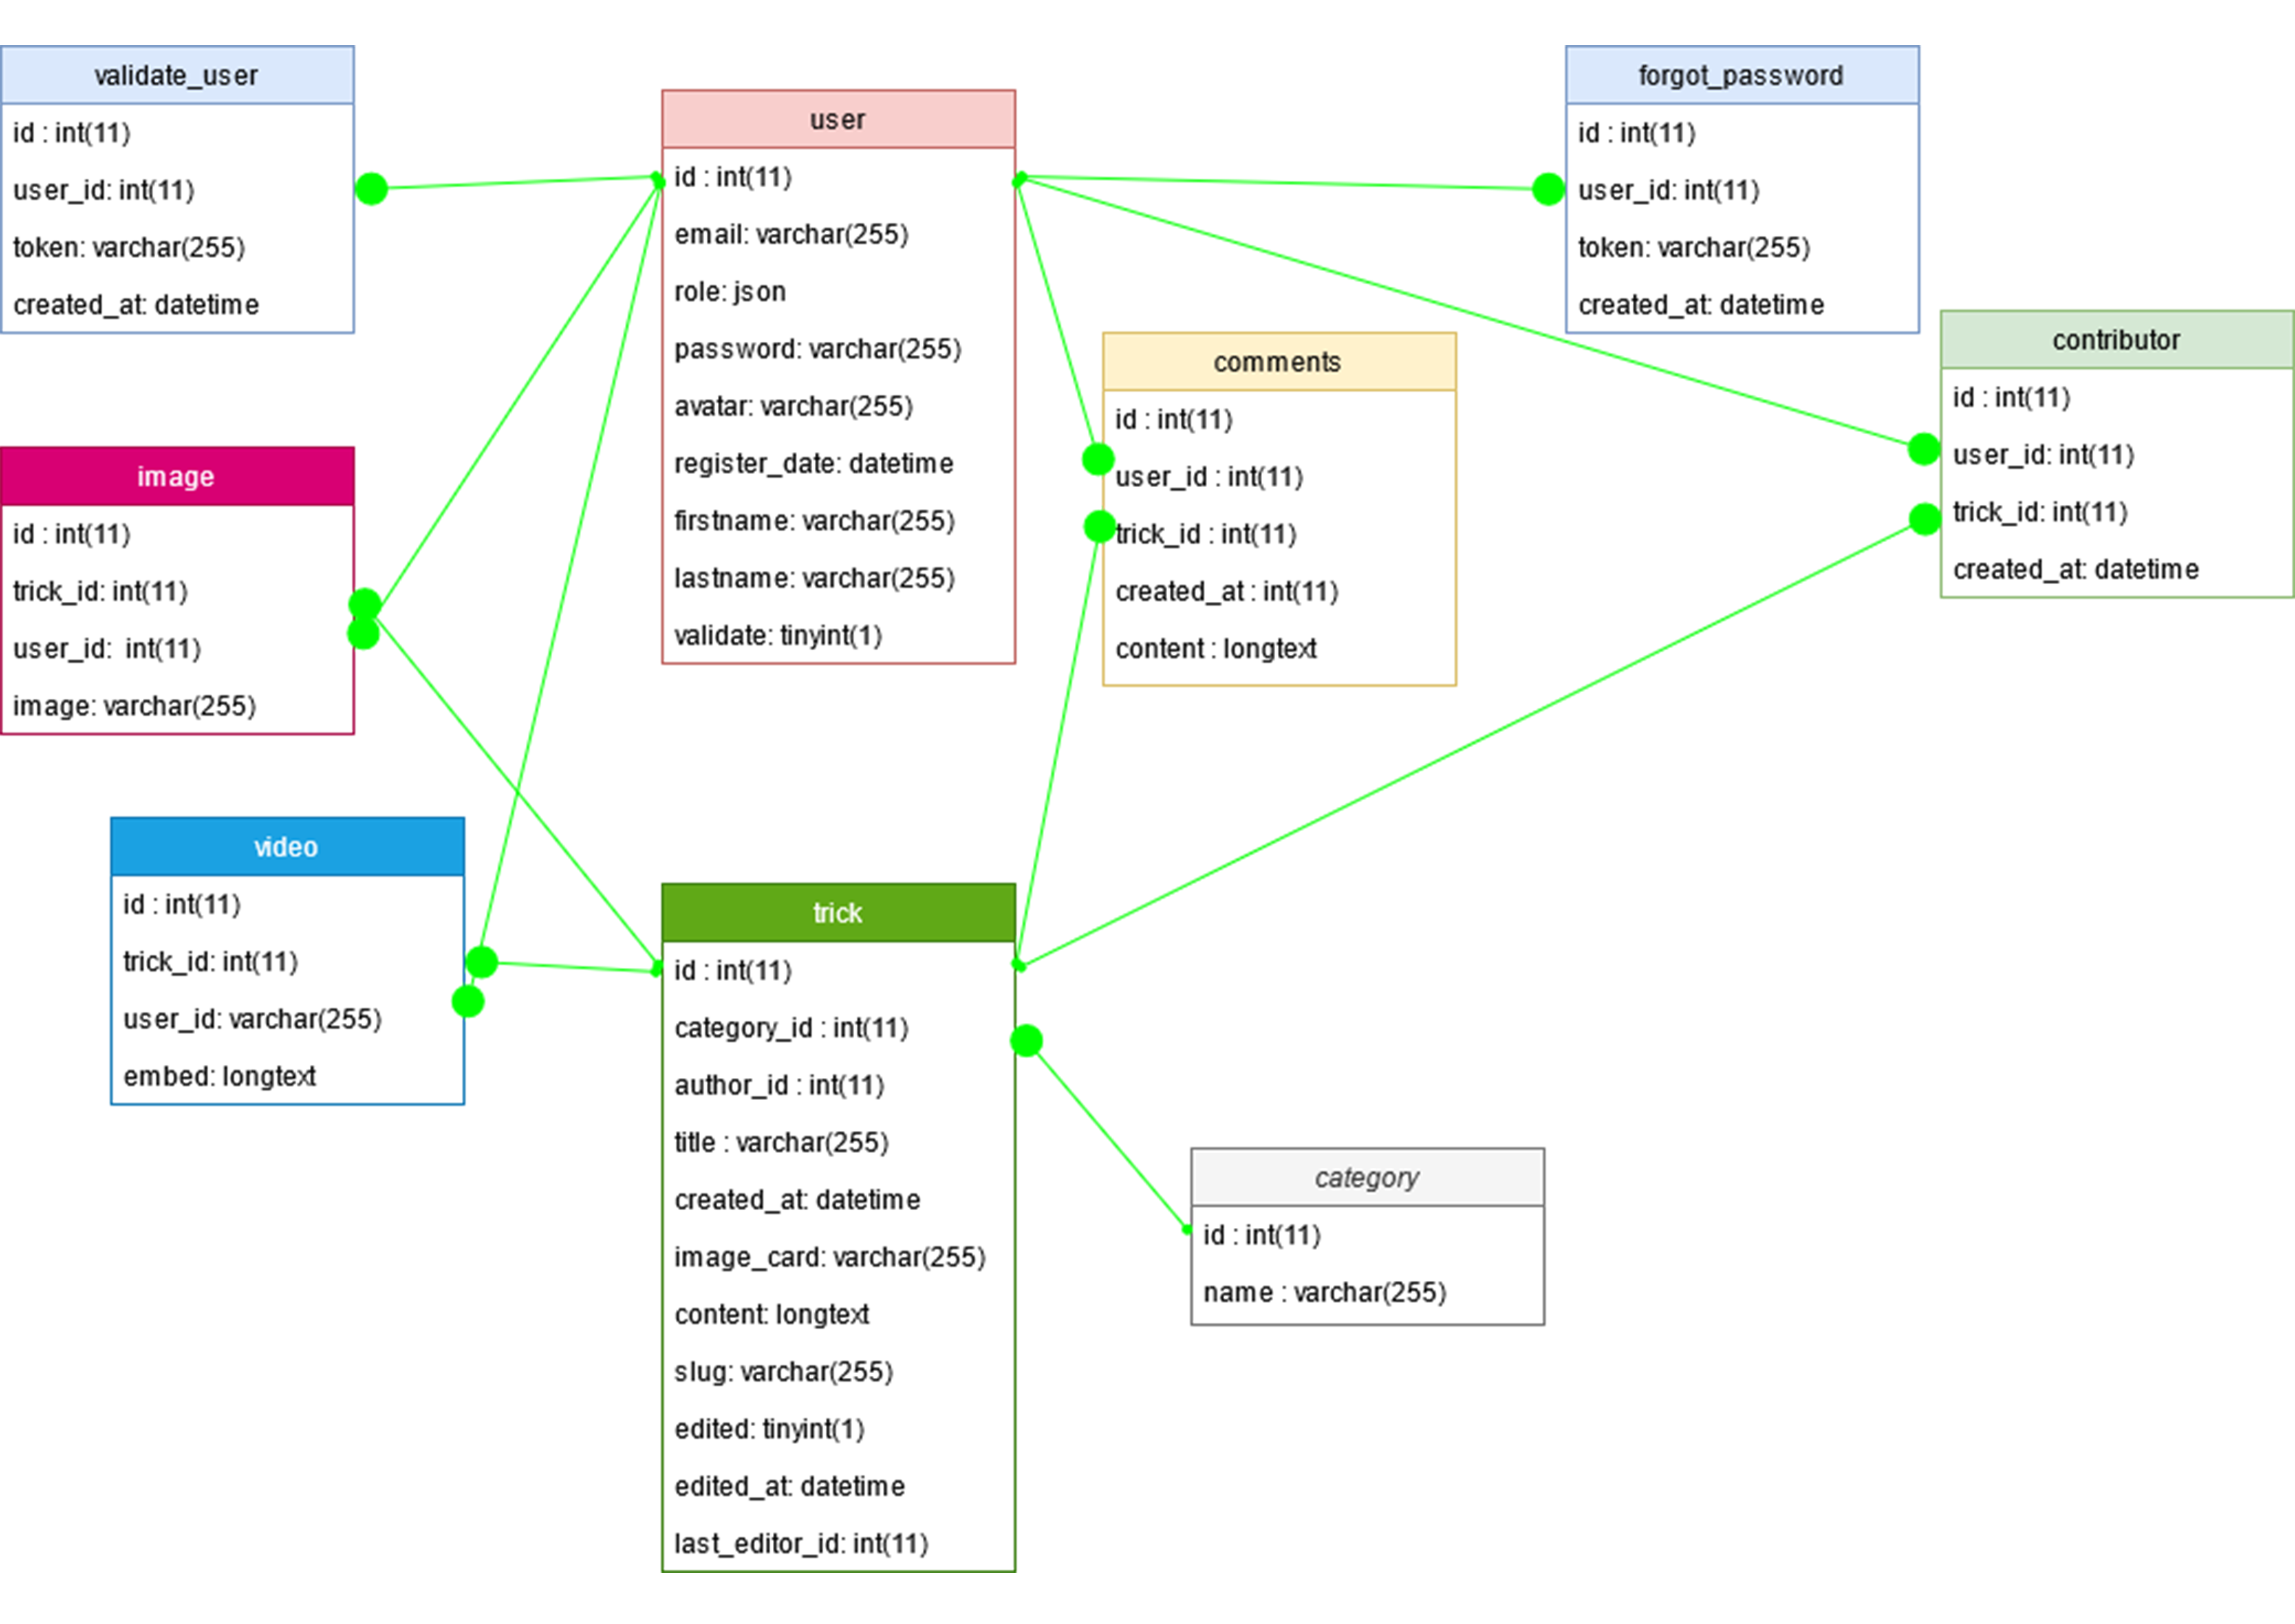 validate_user
id : int(11)
user_id: int(11)
token: varchar(255)
created_at: datetime
user
id : int(11)
email: varchar(255)
role: json
password: varchar(255)
avatar: varchar(255)
register_date: datetime
firstname: varchar(255)
lastname: varchar(255)
validate: tinyint(1)
forgot_password
id : int(11)
user_id: int(11)
token: varchar(255)
created_at: datetime
comments
id : int(11)
user_id : int(11)
trick_id : int(11)
created_at : int(11)
content : longtext
contributor
id : int(11)
user_id: int(11)
trick_id: int(11)
created_at: datetime
image
id : int(11)
trick_id: int(11)
user_id: int(11)
image: varchar(255)
video
id : int(11)
trick_id: int(11)
user_id: varchar(255)
embed: longtext
trick
id : int(11)
category_id : int(11)
author_id : int(11)
title : varchar(255)
created_at: datetime
image_card: varchar(255)
content: longtext
slug: varchar(255)
edited: tinyint(1)
edited_at: datetime
last_editor_id: int(11)
category
id : int(11)
name : varchar(255)